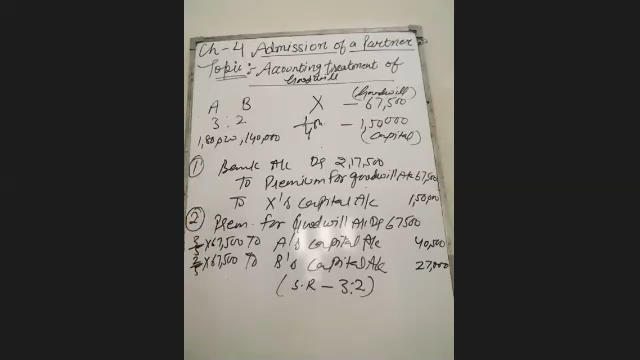 Ch-4 Admission of a Partner
Topic:- Accounting treatment of
Goodwill
A B X - 67,500 (Goodwill)
3 : 2 - 1,50,000 (Capital)
1,80,000, 1,40,000
① Bank A/c Dr 2,17,500
To Premium for goodwill A/c 67,500
To X's Capital A/c 1,50,000
② Prem. for Goodwill A/c Dr 67500
3/5 x 67,500 To A's Capital A/c 40,500
2/5 x 67,500 To B's Capital A/c 27,000
(S.R - 3:2)